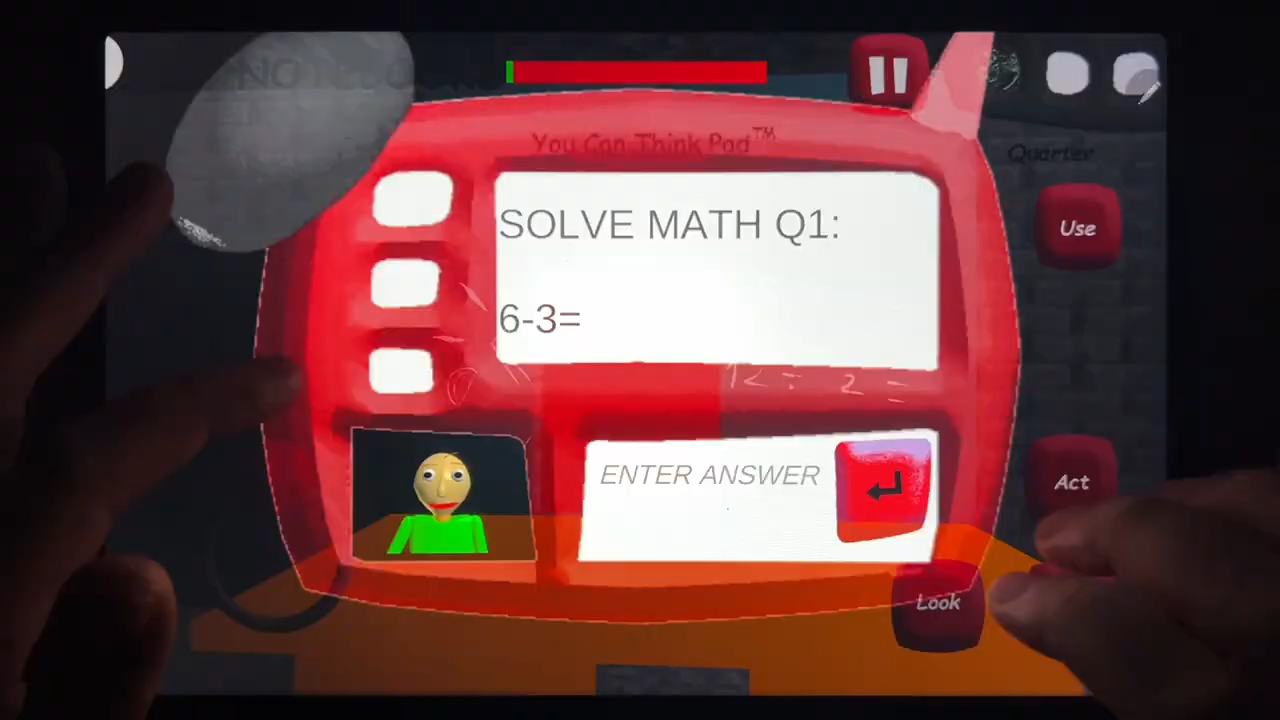 You Can Think Pad™
Quarter
SOLVE MATH Q1:
Use
6-3=
ENTER ANSWER
Act
Look